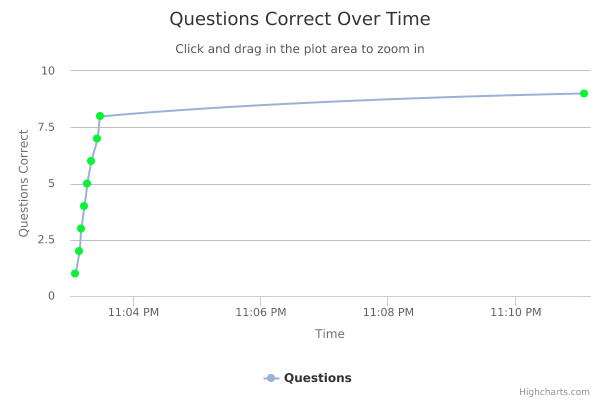 Questions Correct Over Time
Click and drag in the plot area to zoom in
10
7.5
5
2.5
0
Questions Correct
11:04 PM 11:06 PM 11:08 PM 11:10 PM
Time
Questions
Highcharts.com